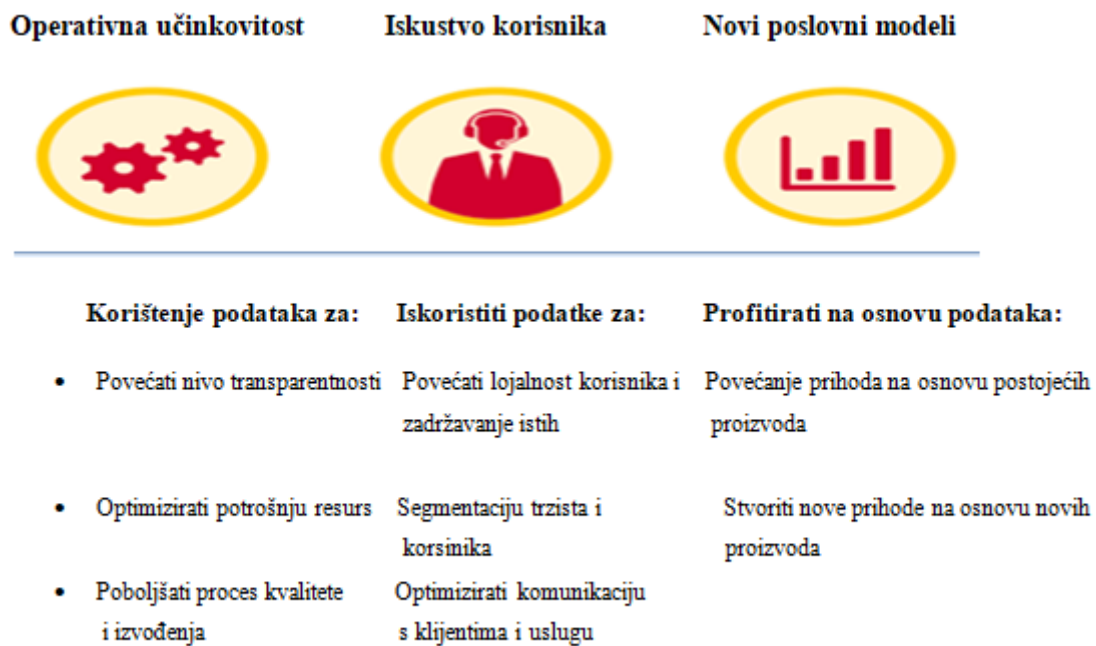 Operativna učinkovitost
Iskustvo korisnika
Novi poslovni modeli
Korištenje podataka za:
Iskoristiti podatke za:
Profitirati na osnovu podataka:
• Povećati nivo transparentnosti
Povećati lojalnost korisnika i
zadržavanje istih
Povećanje prihoda na osnovu postojećih
proizvoda
• Optimizirati potrošnju resurs
Segmentaciju trzista i
korsinika
Stvoriti nove prihode na osnovu novih
proizvoda
• Poboljšati proces kvalitete
i izvođenja
Optimizirati komunikaciju
s klijentima i uslugu